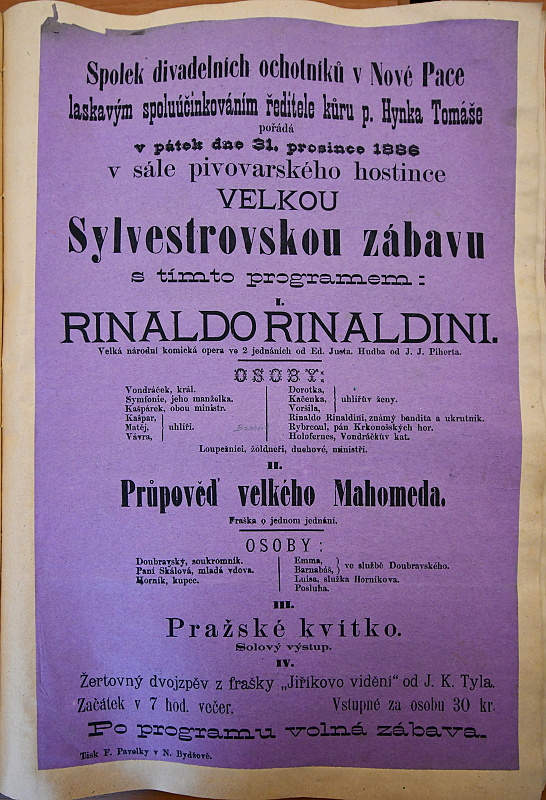 Spolek divadelních ochotníků v Nové Pace
laskavým spoluúčinkováním ředitele kůru p. Hynka Tomáše
pořádá
v pátek dne 31. prosince 1886
v sále pivovarského hostince
VELKOU
Sylvestrovskou zábavu
s tímto programem:
I.
RINALDO RINALDINI.
Velká národní komická opera ve 2 jednáních od Ed. Justa. Hudba od J. J. Piherta.
OSOBY:
Vondráček, král.
Symfonie, jeho manželka.
Kašpárek, obou ministr.
Kašpar,
Matěj, uhlíři.
Vávra,
Dorotka,
Kačenka, uhlířův ženy.
Voršila,
Rinaldo Rinaldini, známý bandita a ukrutník.
Rybrcoul, pán Krkonošských hor.
Holofernes, Vondráčkův kat.
Loupežníci, žoldneři, duchové, ministři.
II.
Průpověď velkého Mahomeda.
Fraška o jednom jednání.
OSOBY:
Doubravský, soukromník.
Paní Skálová, mladá vdova.
Horník, kupec.
Emma,
Barnabáš, ve službě Doubravského.
Luisa, služka Horníkova.
Posluha.
III.
Pražské kvítko.
Solový výstup.
IV.
Žertovný dvojzpěv z frašky „Jiříkovo vidění" od J. K. Tyla.
Začátek v 7 hod. večer. Vstupné za osobu 30 kr.
Po programu volná zábava.
Tisk F. Pavelky v N. Bydžově.